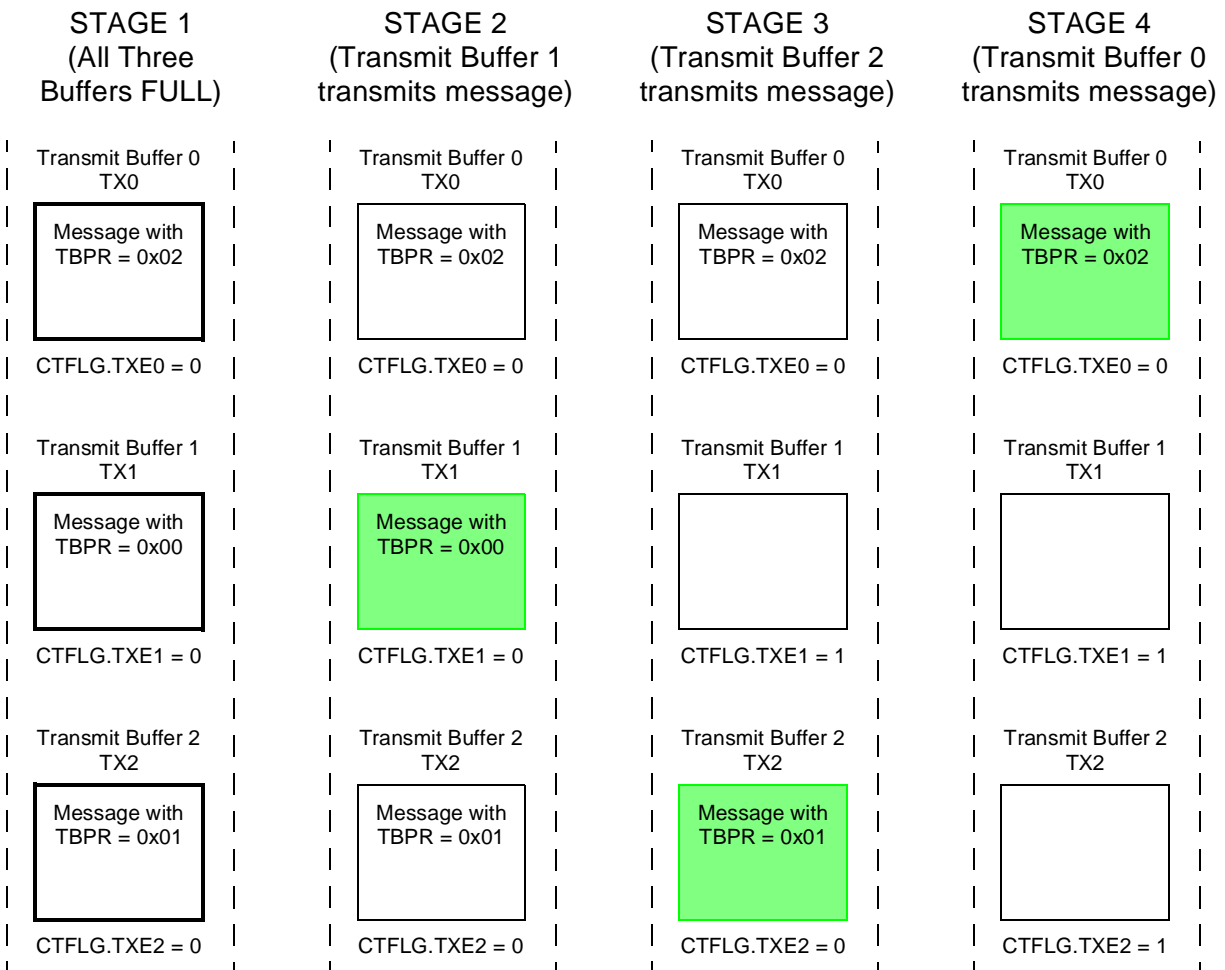 STAGE 1
(All Three
Buffers FULL)
STAGE 2
(Transmit Buffer 1
transmits message)
STAGE 3
(Transmit Buffer 2
transmits message)
STAGE 4
(Transmit Buffer 0
transmits message)
Transmit Buffer 0
TX0
Message with
TBPR = 0x02
CTFLG.TXE0 = 0
Transmit Buffer 0
TX0
Message with
TBPR = 0x02
CTFLG.TXE0 = 0
Transmit Buffer 0
TX0
Message with
TBPR = 0x02
CTFLG.TXE0 = 0
Transmit Buffer 0
TX0
Message with
TBPR = 0x02
CTFLG.TXE0 = 0
Transmit Buffer 1
TX1
Message with
TBPR = 0x00
CTFLG.TXE1 = 0
Transmit Buffer 1
TX1
Message with
TBPR = 0x00
CTFLG.TXE1 = 0
Transmit Buffer 1
TX1
CTFLG.TXE1 = 1
Transmit Buffer 1
TX1
CTFLG.TXE1 = 1
Transmit Buffer 2
TX2
Message with
TBPR = 0x01
CTFLG.TXE2 = 0
Transmit Buffer 2
TX2
Message with
TBPR = 0x01
CTFLG.TXE2 = 0
Transmit Buffer 2
TX2
Message with
TBPR = 0x01
CTFLG.TXE2 = 0
Transmit Buffer 2
TX2
CTFLG.TXE2 = 1